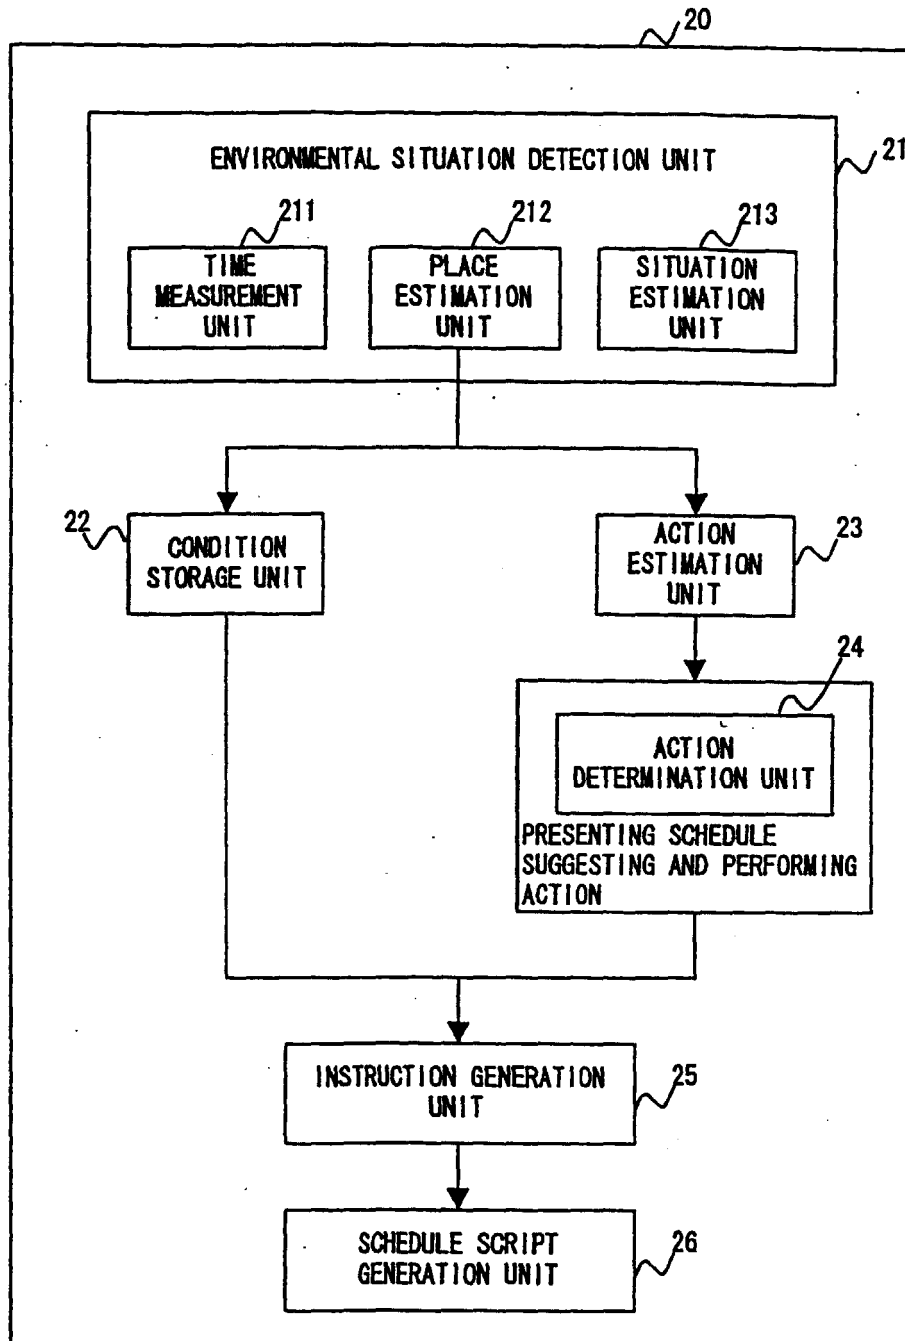 20
ENVIRONMENTAL SITUATION DETECTION UNIT
21
211
212
213
TIME
MEASUREMENT
UNIT
PLACE
ESTIMATION
UNIT
SITUATION
ESTIMATION
UNIT
22
CONDITION
STORAGE UNIT
ACTION
ESTIMATION
UNIT
23
24
ACTION
DETERMINATION UNIT
PRESENTING SCHEDULE
SUGGESTING AND PERFORMING
ACTION
INSTRUCTION GENERATION
UNIT
25
SCHEDULE SCRIPT
GENERATION UNIT
26